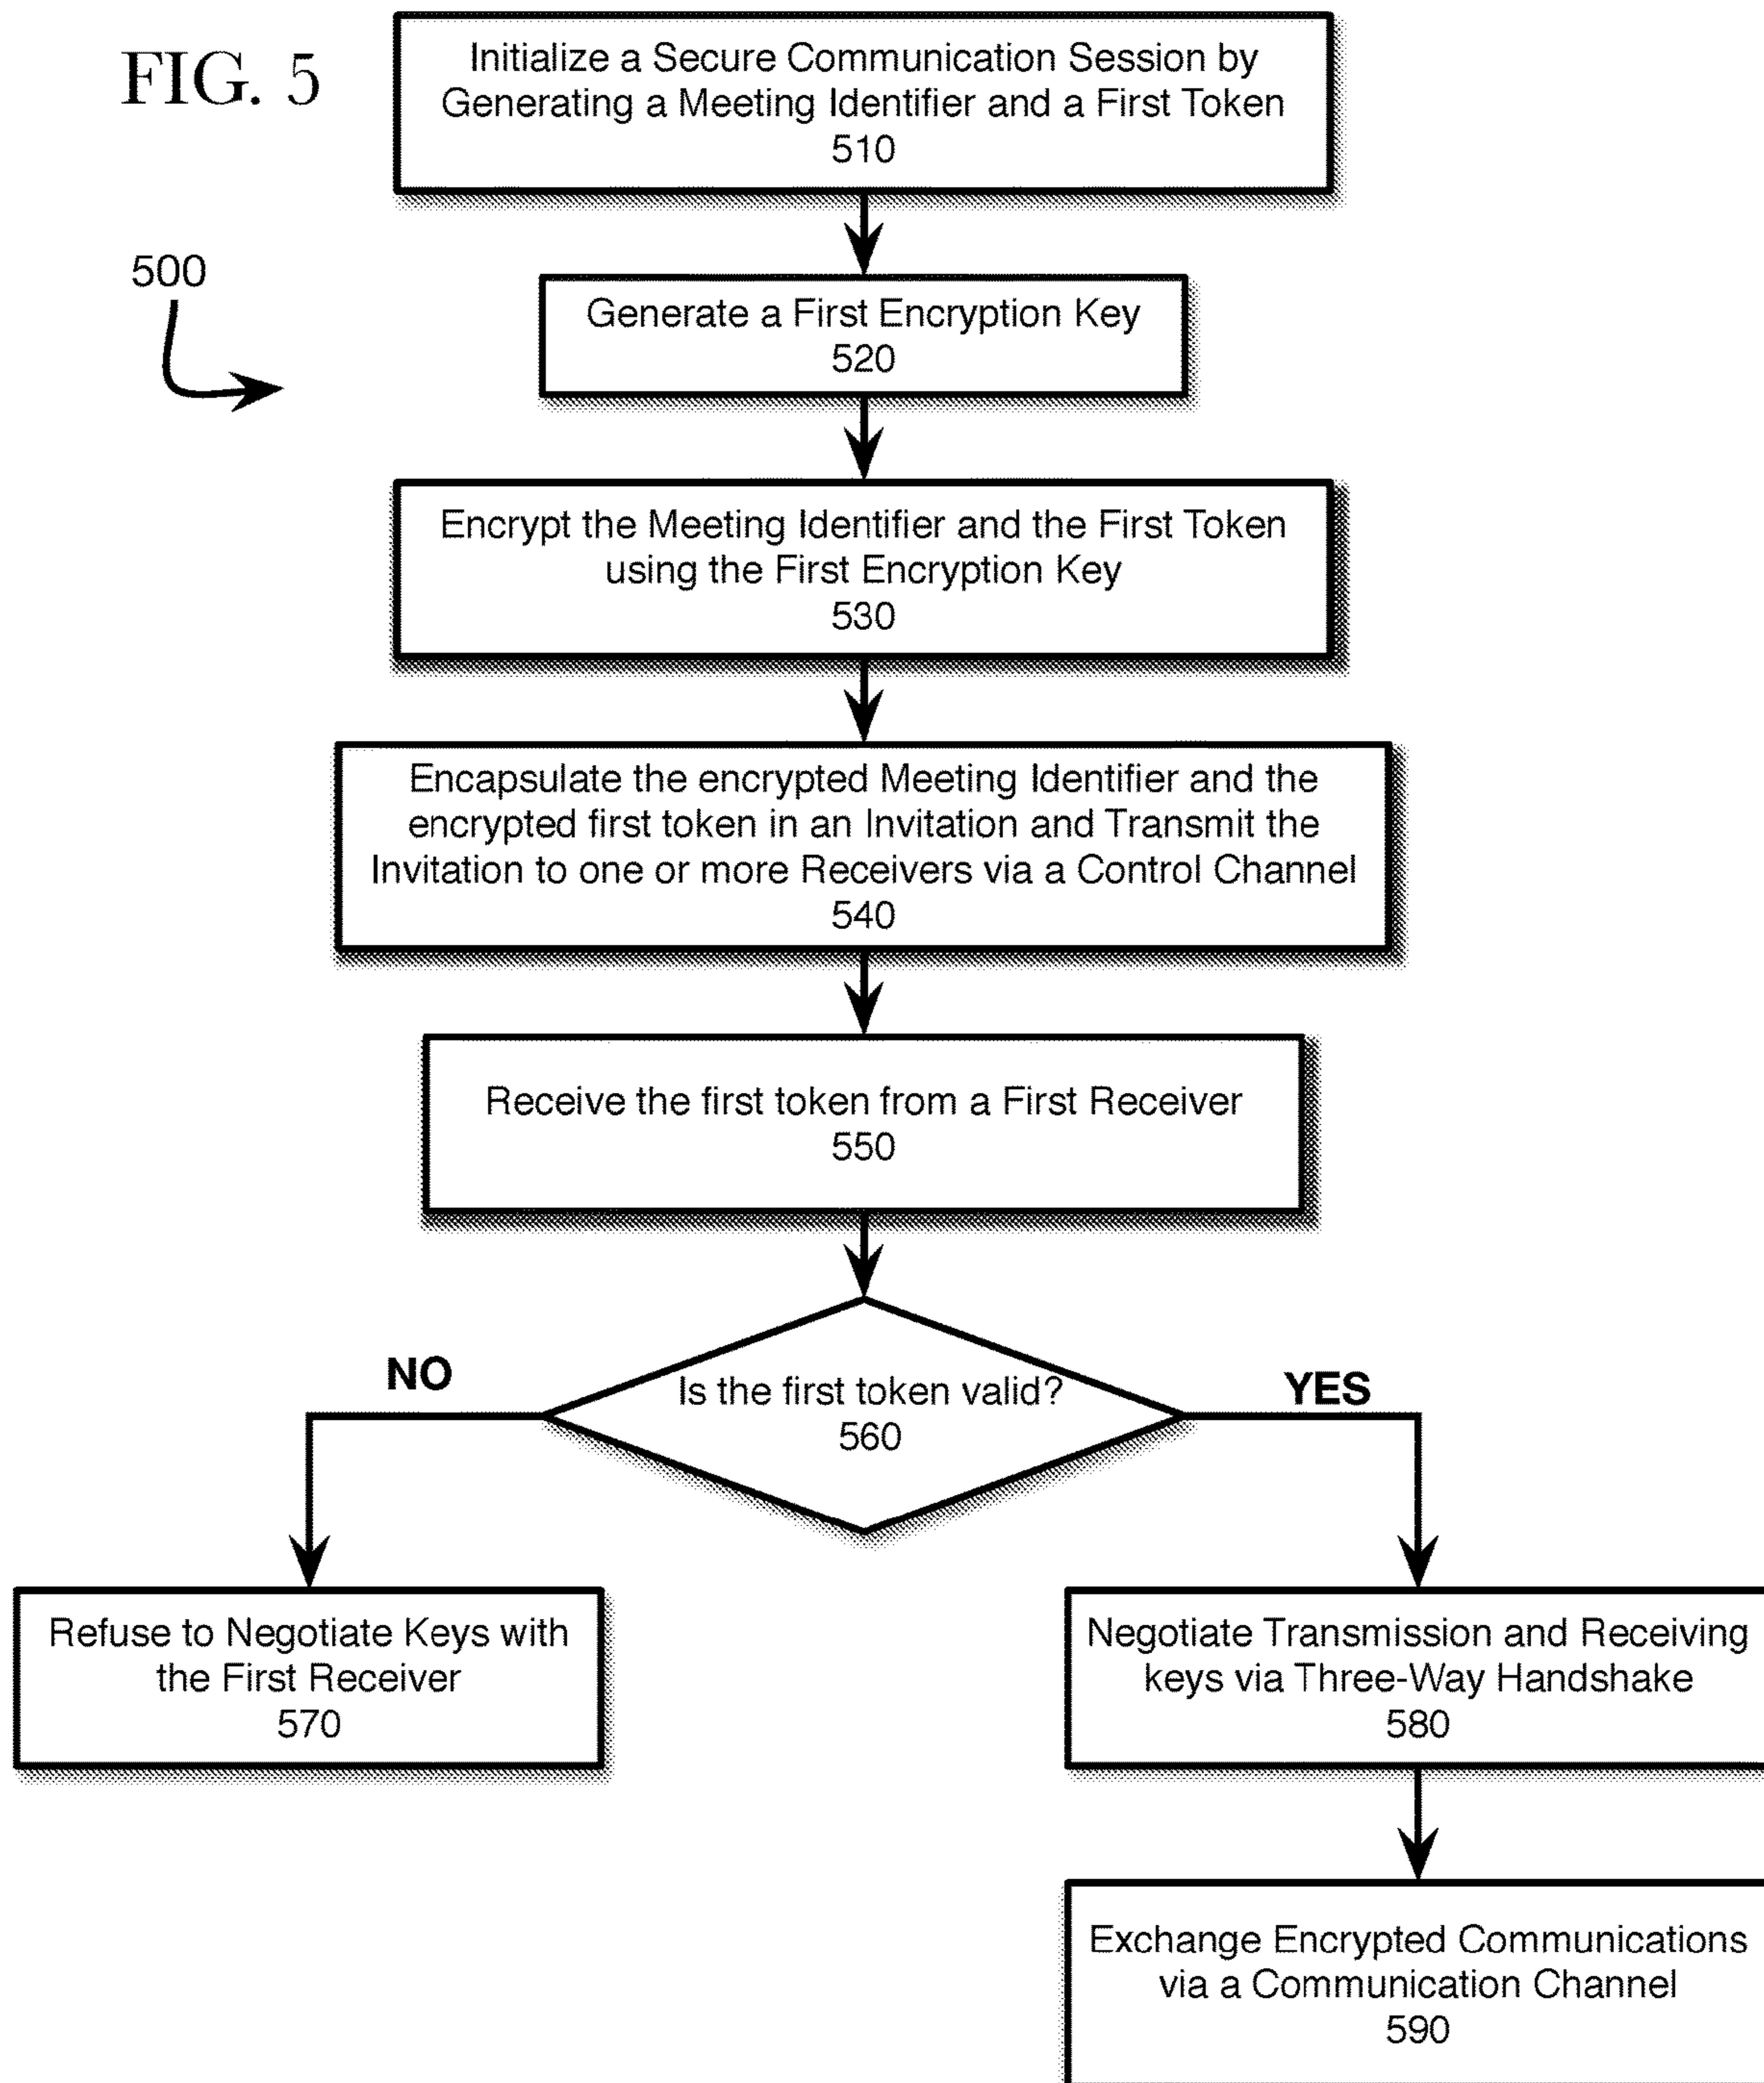 FIG. 5
Initialize a Secure Communication Session by
Generating a Meeting Identifier and a First Token
510
500
Generate a First Encryption Key
520
Encrypt the Meeting Identifier and the First Token
using the First Encryption Key
530
Encapsulate the encrypted Meeting Identifier and the
encrypted first token in an Invitation and Transmit the
Invitation to one or more Receivers via a Control Channel
540
Receive the first token from a First Receiver
550
NO
Is the first token valid?
560
YES
Refuse to Negotiate Keys with
the First Receiver
570
Negotiate Transmission and Receiving
keys via Three-Way Handshake
580
Exchange Encrypted Communications
via a Communication Channel
590